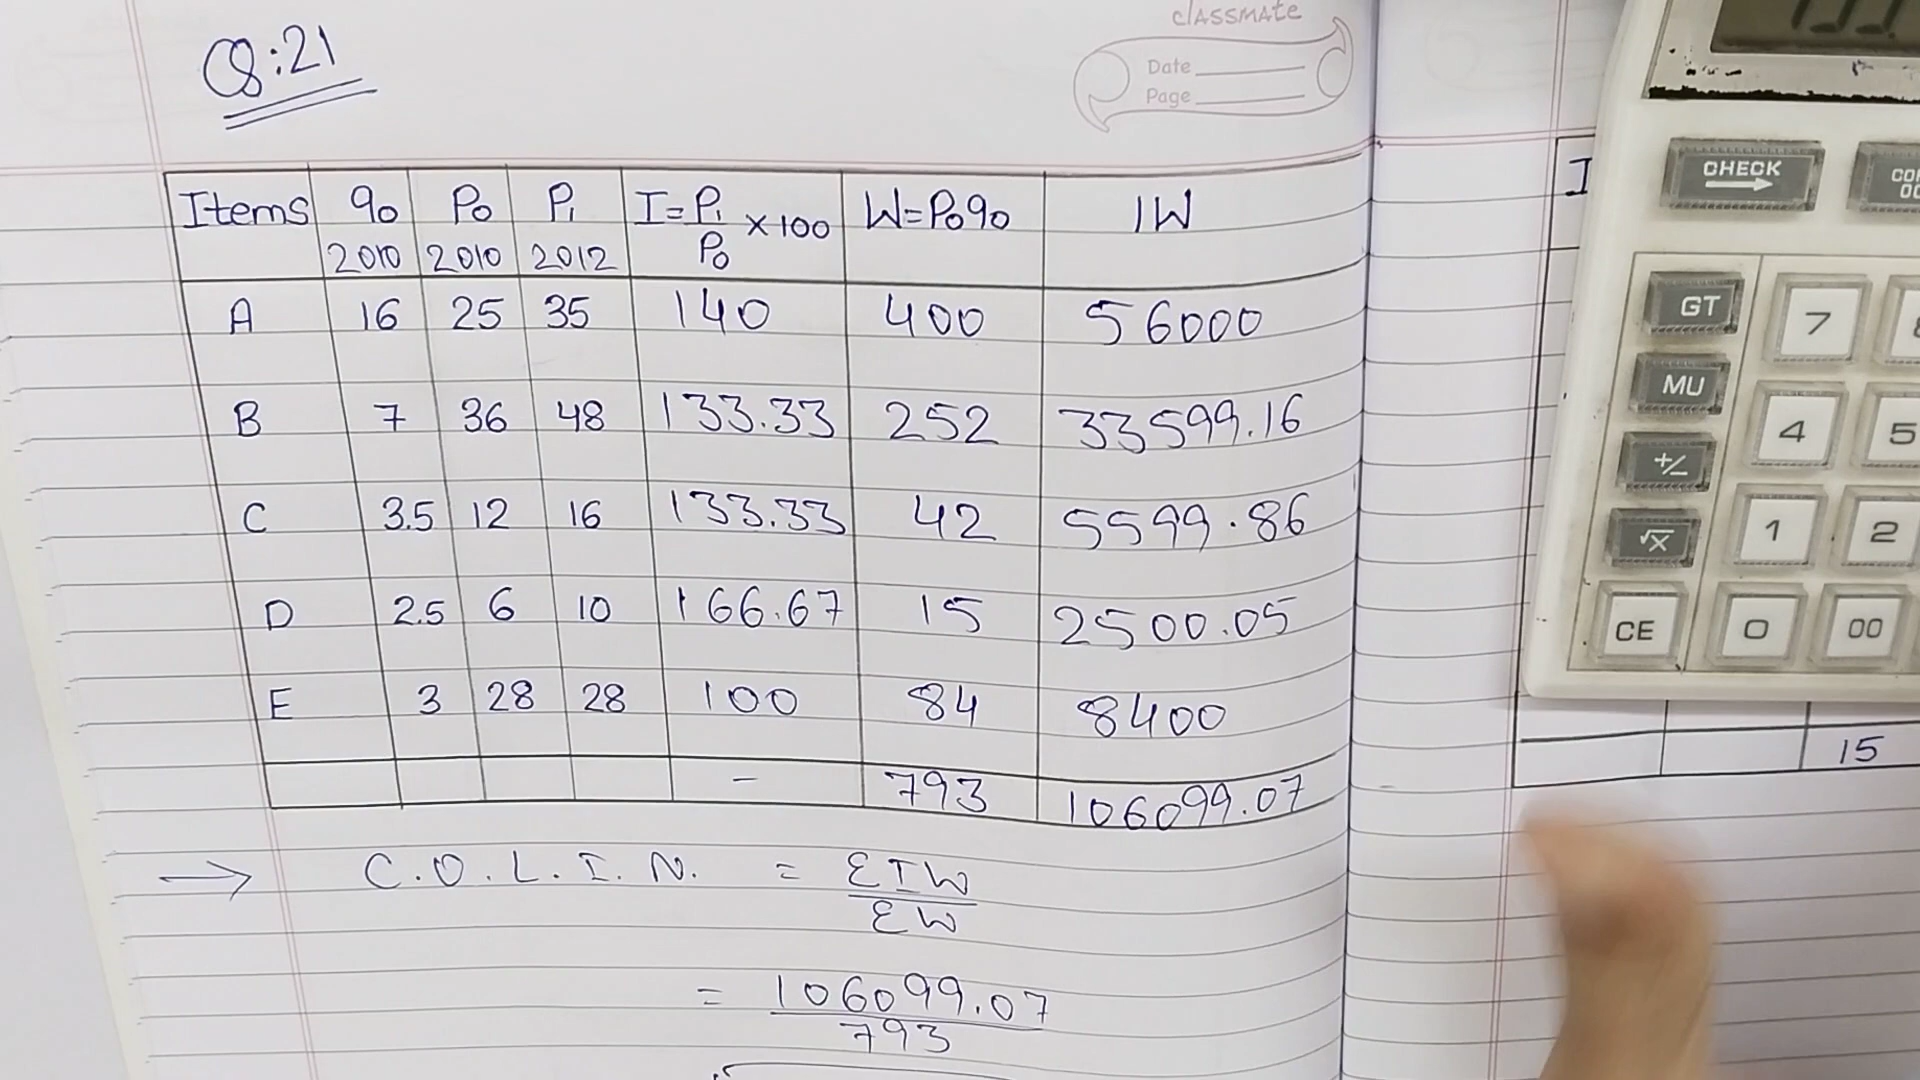 classmate
Date
Page
Q:21
Items q₀ P₀ P₁ I=P₁/P₀ ×100 W=P₀q₀ IW
2010 2010 2012
A 16 25 35 140 400 56000
B 7 36 48 133.33 252 33599.16
C 3.5 12 16 133.33 42 5599.86
D 2.5 6 10 166.67 15 2500.05
E 3 28 28 100 84 8400
- 793 106099.07
→ C.O.L.I.N. = ΣIW
ΣW
= 106099.07
793
I
15
CHECK
GT 7
MU 4 5
+/- 
√x 1 2
CE 0 00